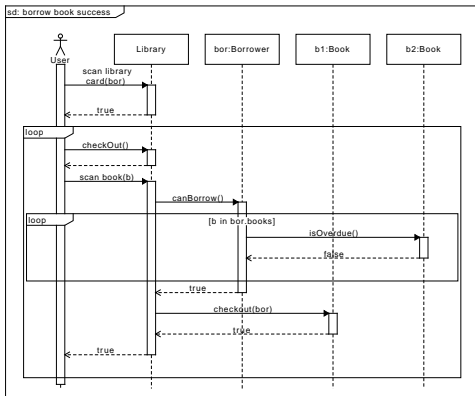 sd: borrow book success
User
Library
bor:Borrower
b1:Book
b2:Book
scan library
card(bor)
true
loop
checkOut()
scan book(b)
canBorrow()
loop
[b in bor.books]
isOverdue()
false
true
checkout(bor)
true
true